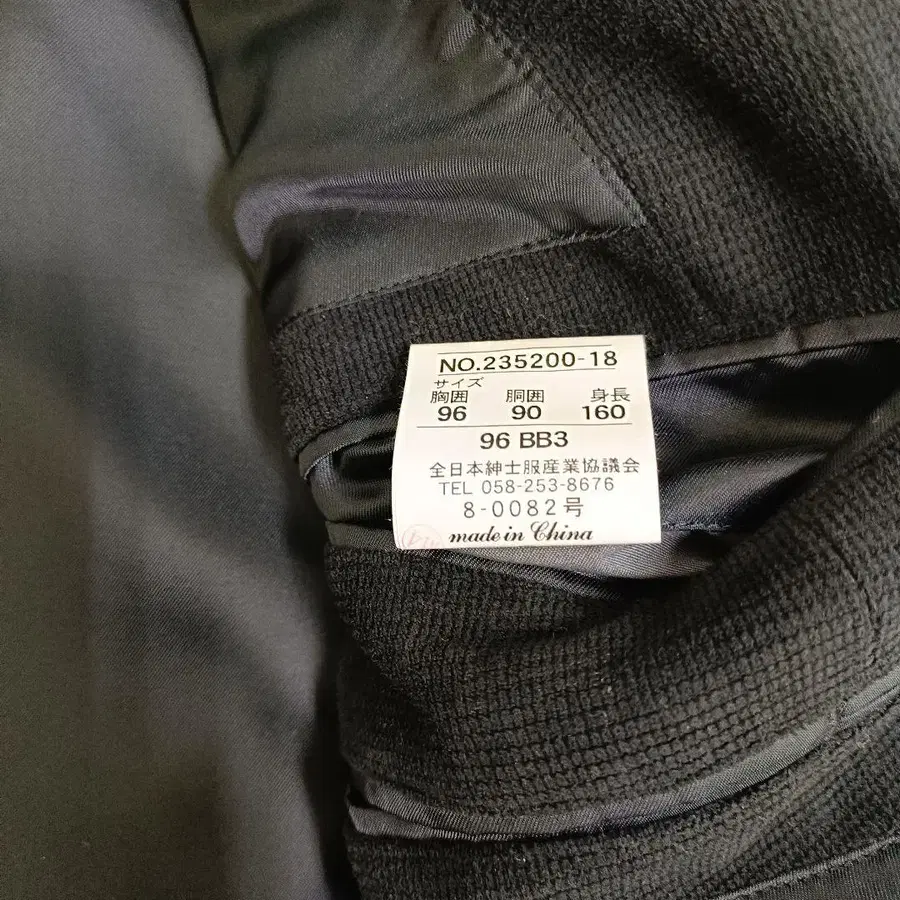 NO.235200-18
サイズ
胸囲 胴囲 身長
96 90 160
96 BB3
全日本紳士服産業協議会
TEL 058-253-8676
8-0082号
made in China